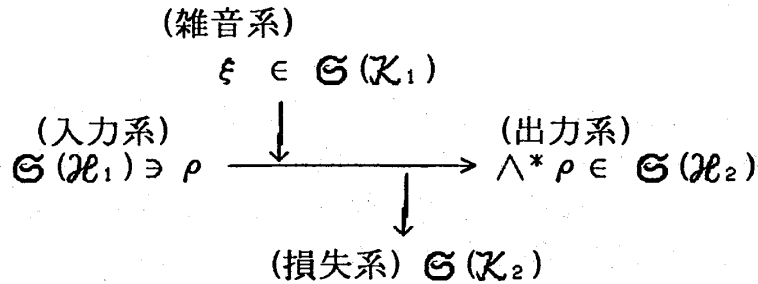 (雑音系)
ξ ∈ 𝔖(𝒦₁)
(入力系) (出力系)
𝔖(ℋ₁)∋ ρ ⟶ Λ*ρ ∈ 𝔖(ℋ₂)
(損失系) 𝔖(𝒦₂)